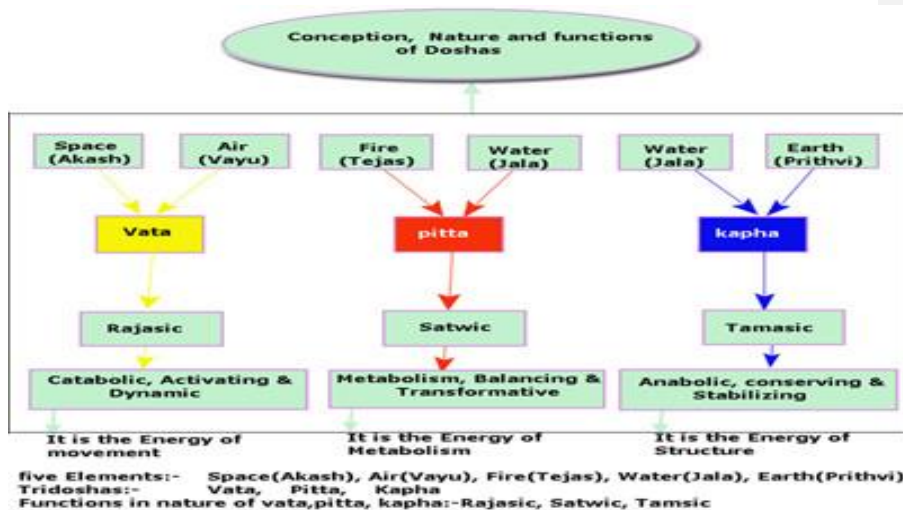 Conception, Nature and functions
of Doshas
Space
(Akash)
Air
(Vayu)
Fire
(Tejas)
Water
(Jala)
Water
(Jala)
Earth
(Prithvi)
Vata
pitta
kapha
Rajasic
Satwic
Tamasic
Catabolic, Activating &
Dynamic
Metabolism, Balancing &
Transformative
Anabolic, conserving &
Stabilizing
It is the Energy of
movement
It is the Energy of
Metabolism
It is the Energy of
Structure
five Elements:- Space(Akash), Air(Vayu), Fire(Tejas), Water(Jala), Earth(Prithvi)
Tridoshas:- Vata, Pitta, Kapha
Functions in nature of vata,pitta, kapha:-Rajasic, Satwic, Tamsic